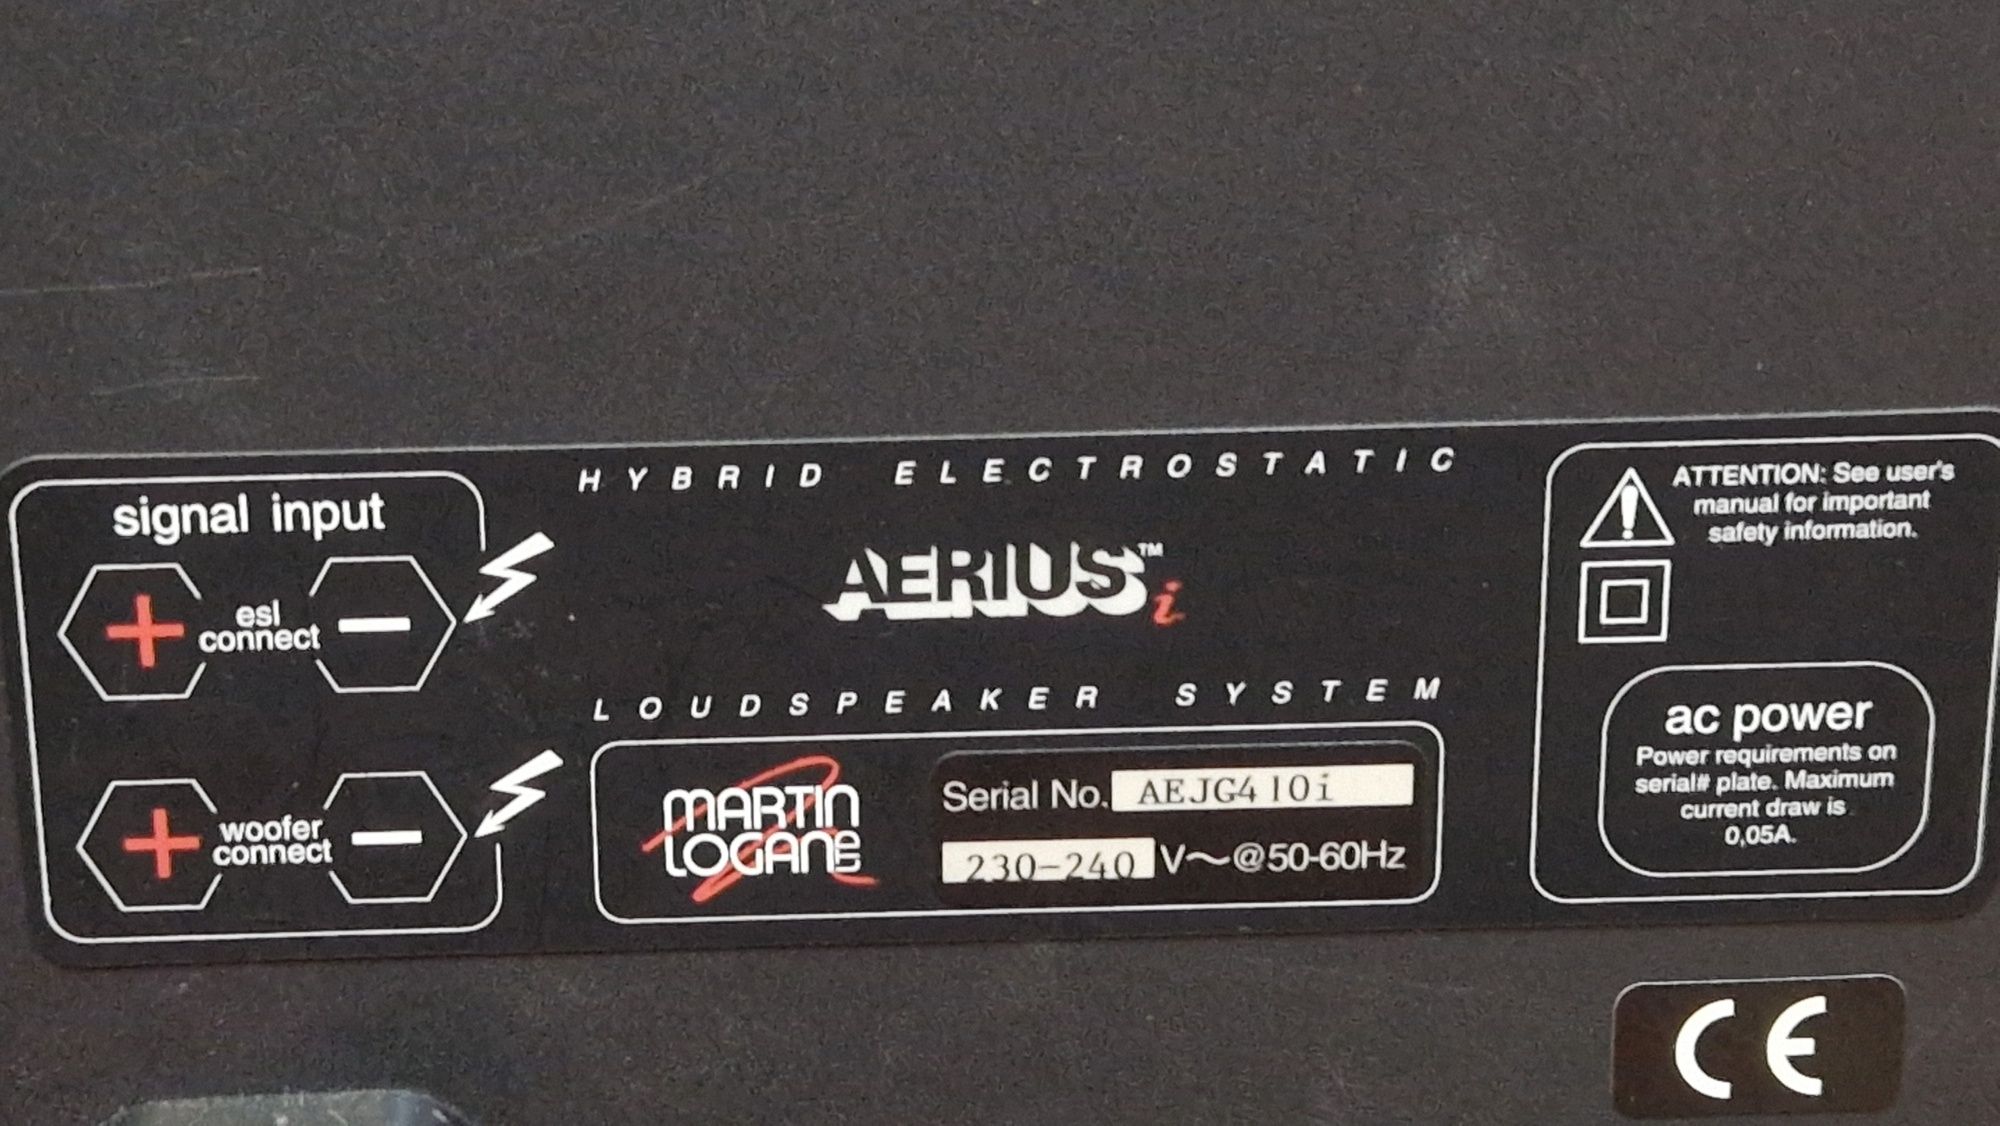 HYBRID ELECTROSTATIC
AERIUS™ i
LOUDSPEAKER SYSTEM
signal input
+ esl connect −
+ woofer connect −
MARTIN
LOGAN LTD
Serial No. AEJG410i
230-240 V~@50-60Hz
ATTENTION: See user's
manual for important
safety information.
ac power
Power requirements on
serial# plate. Maximum
current draw is
0,05A.
CE